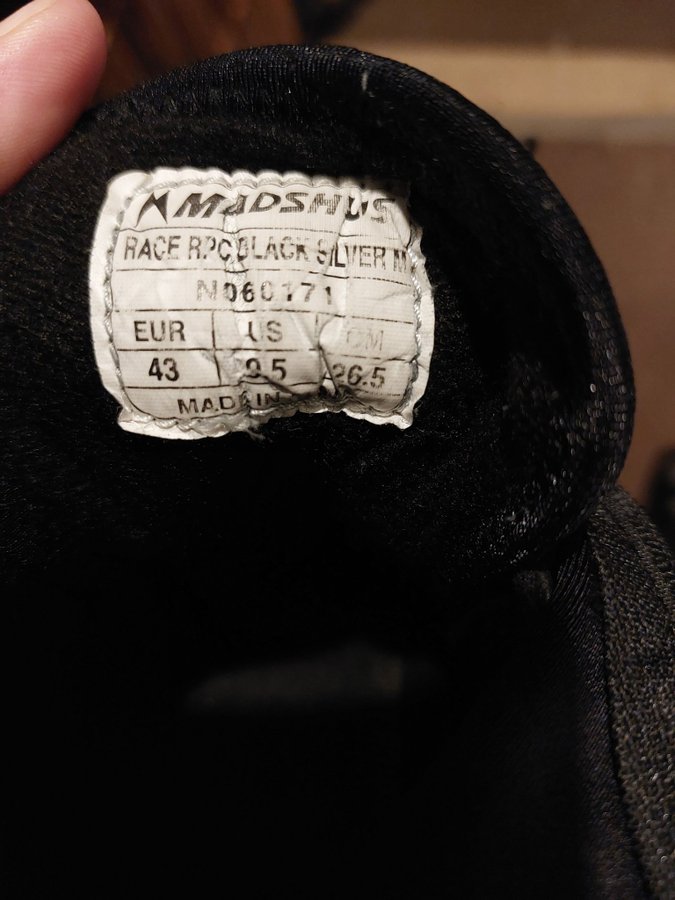 MADSHUS
RACE RPC BLACK SILVER M
N060171
EUR US CM
43 9.5 26.5
MADE IN